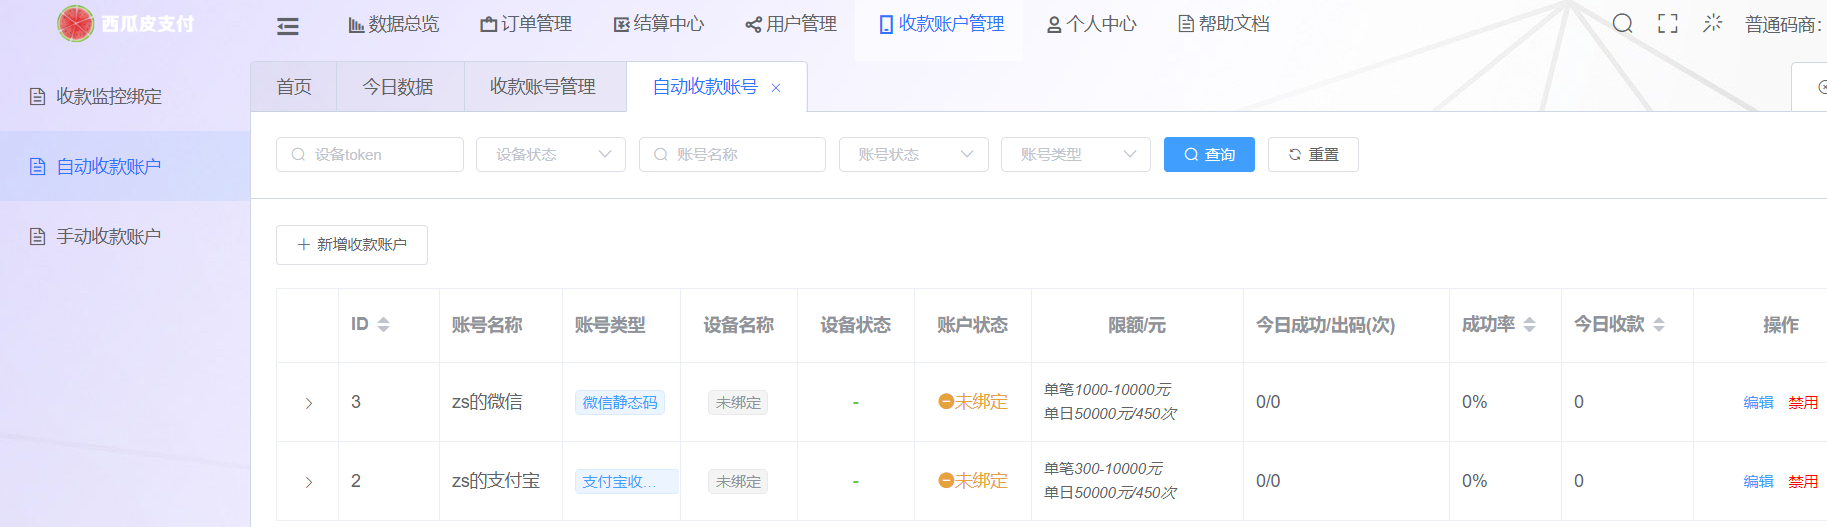 西瓜皮支付
数据总览 订单管理 结算中心 用户管理 收款账户管理 个人中心 帮助文档 普通码商:
收款监控绑定
自动收款账户
手动收款账户
首页 今日数据 收款账号管理 自动收款账号
设备token 设备状态 账号名称 账号状态 账号类型 查询 重置
新增收款账户
ID 账号名称 账号类型 设备名称 设备状态 账户状态 限额/元 今日成功/出码(次) 成功率 今日收款 操作
3 zs的微信 微信静态码 未绑定 - 未绑定 单笔1000-10000元 0/0 0% 0 编辑 禁用
单日50000元/450次
2 zs的支付宝 支付宝收... 未绑定 - 未绑定 单笔300-10000元 0/0 0% 0 编辑 禁用
单日50000元/450次